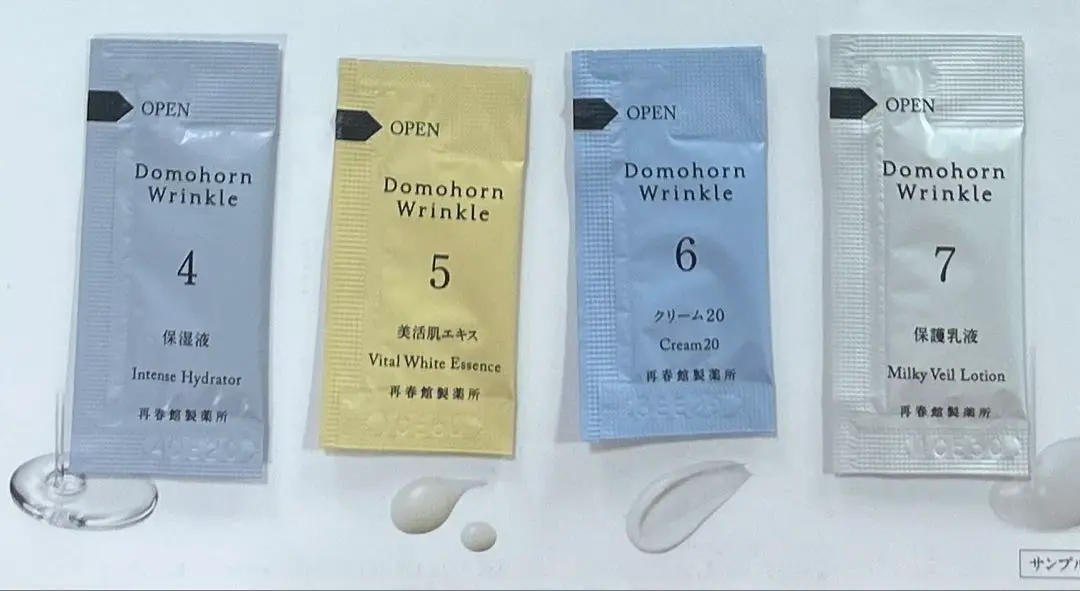 OPEN
Domohorn
Wrinkle
4
保湿液
Intense Hydrator
再春館製薬所
OPEN
Domohorn
Wrinkle
5
美活肌エキス
Vital White Essence
再春館製薬所
OPEN
Domohorn
Wrinkle
6
クリーム20
Cream20
再春館製薬所
OPEN
Domohorn
Wrinkle
7
保護乳液
Milky Veil Lotion
再春館製薬所
サンプル